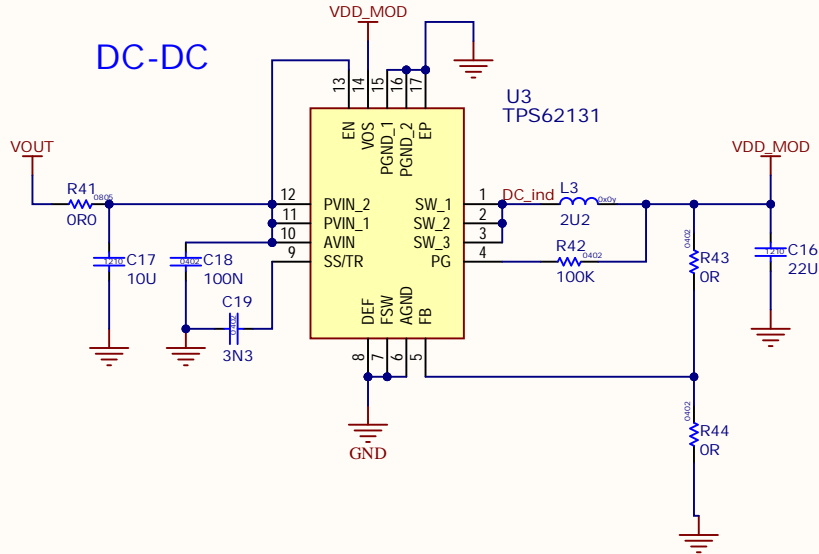 VDD_MOD
DC-DC
13
14
15
16
17
EN
VOS
PGND_1
PGND_2
EP
U3
TPS62131
VOUT
VDD_MOD
R41
0805
0R0
12
PVIN_2
11
PVIN_1
10
AVIN
9
SS/TR
SW_1
1
SW_2
2
SW_3
3
PG
4
DC_ind
L3
0x0y
2U2
R42
0402
100K
0402
R43
0R
1210
C16
22U
1210
C17
10U
0402
C18
100N
C19
0402
3N3
DEF
FSW
AGND
FB
8
7
6
5
GND
0402
R44
0R